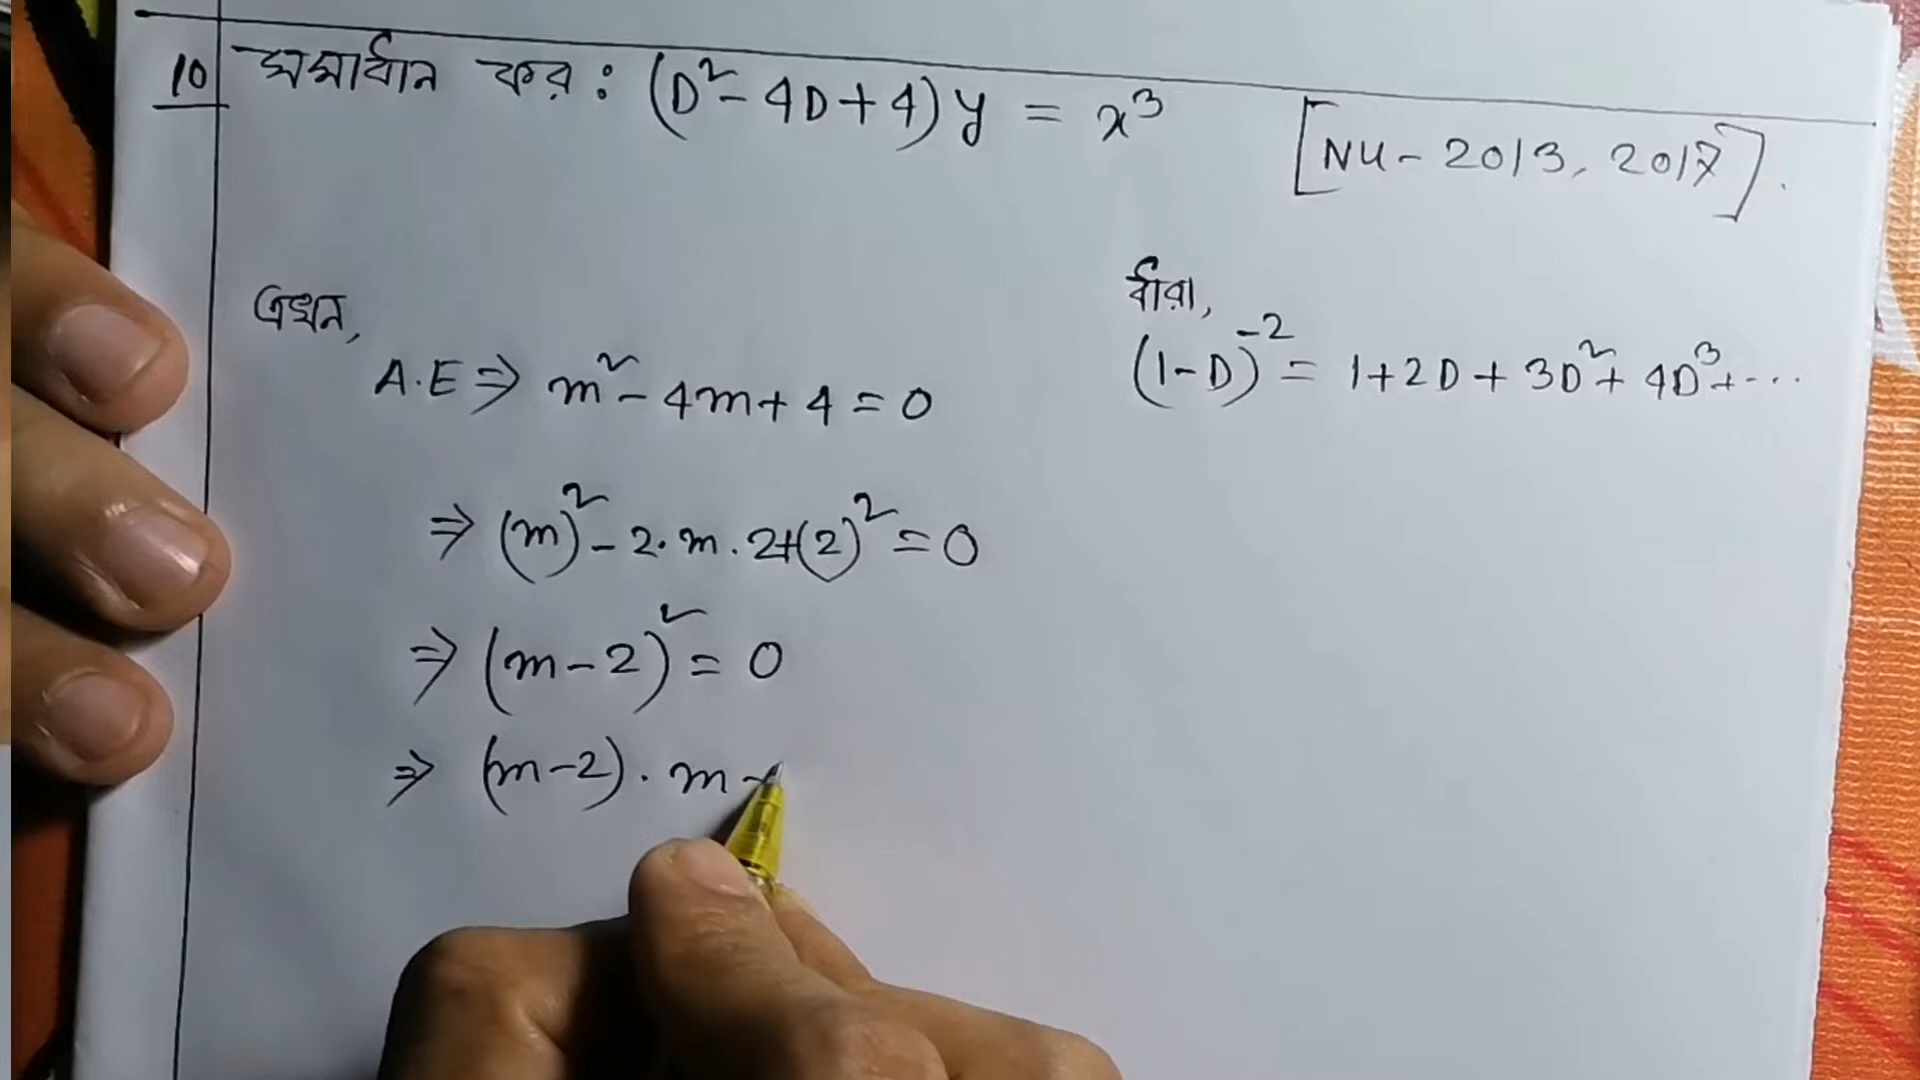 10 সমাধান কর : (D² - 4D + 4) y = x³
[NU - 2013, 2017].
এখন,
A.E ⇒ m² - 4m + 4 = 0
⇒ (m)² - 2 . m . 2 + (2)² = 0
⇒ (m - 2)² = 0
⇒ (m - 2) . m -
ধারা,
(1 - D)⁻² = 1 + 2D + 3D² + 4D³ + - ...